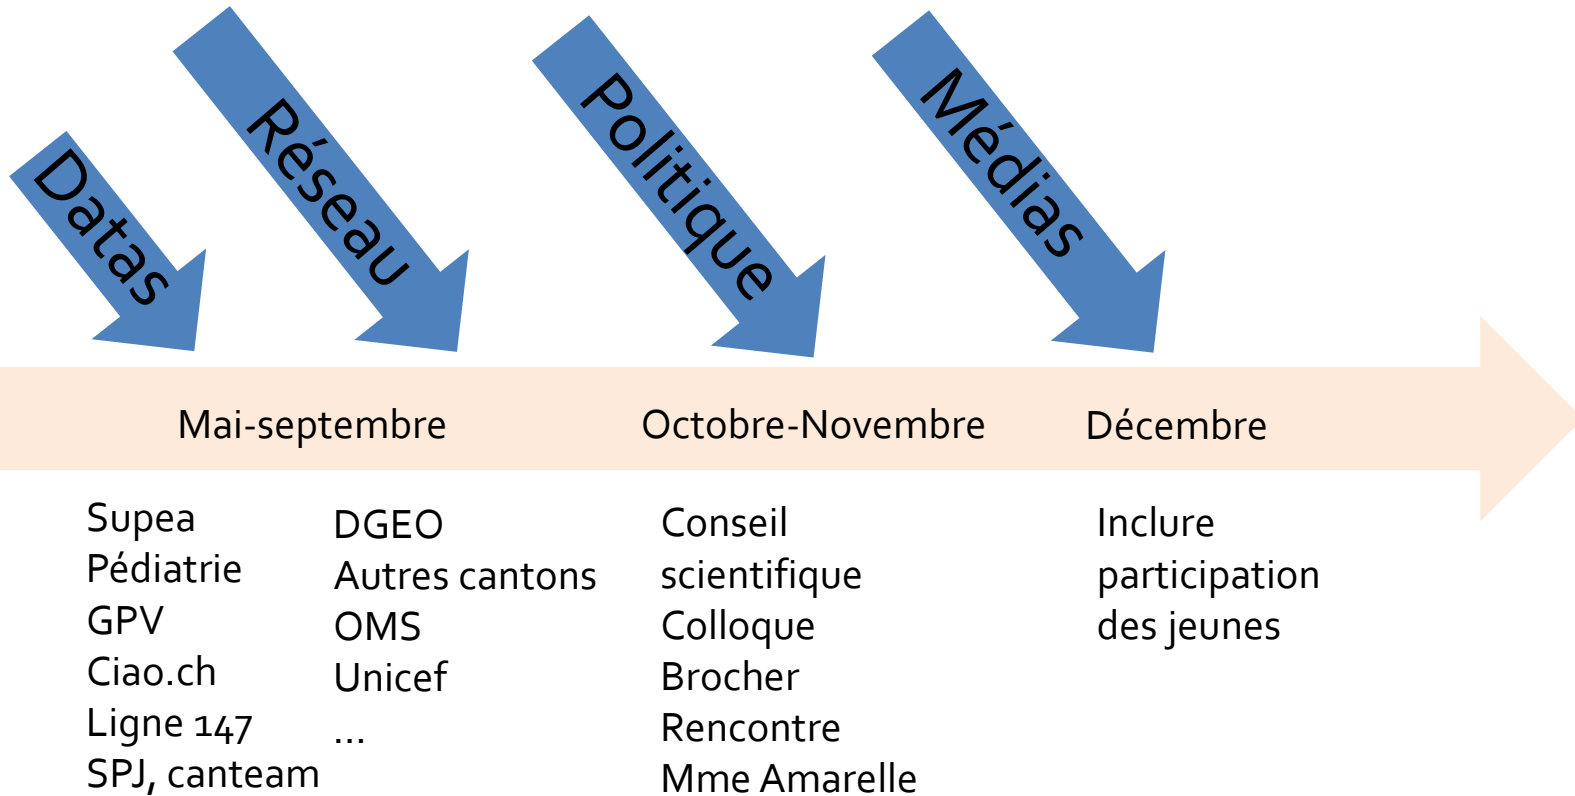 Datas
Réseau
Politique
Médias
Mai-septembre
Octobre-Novembre
Décembre
Supea
Pédiatrie
GPV
Ciao.ch
Ligne 147
SPJ, canteam
DGEO
Autres cantons
OMS
Unicef
...
Conseil
scientifique
Colloque
Brocher
Rencontre
Mme Amarelle
Inclure
participation
des jeunes